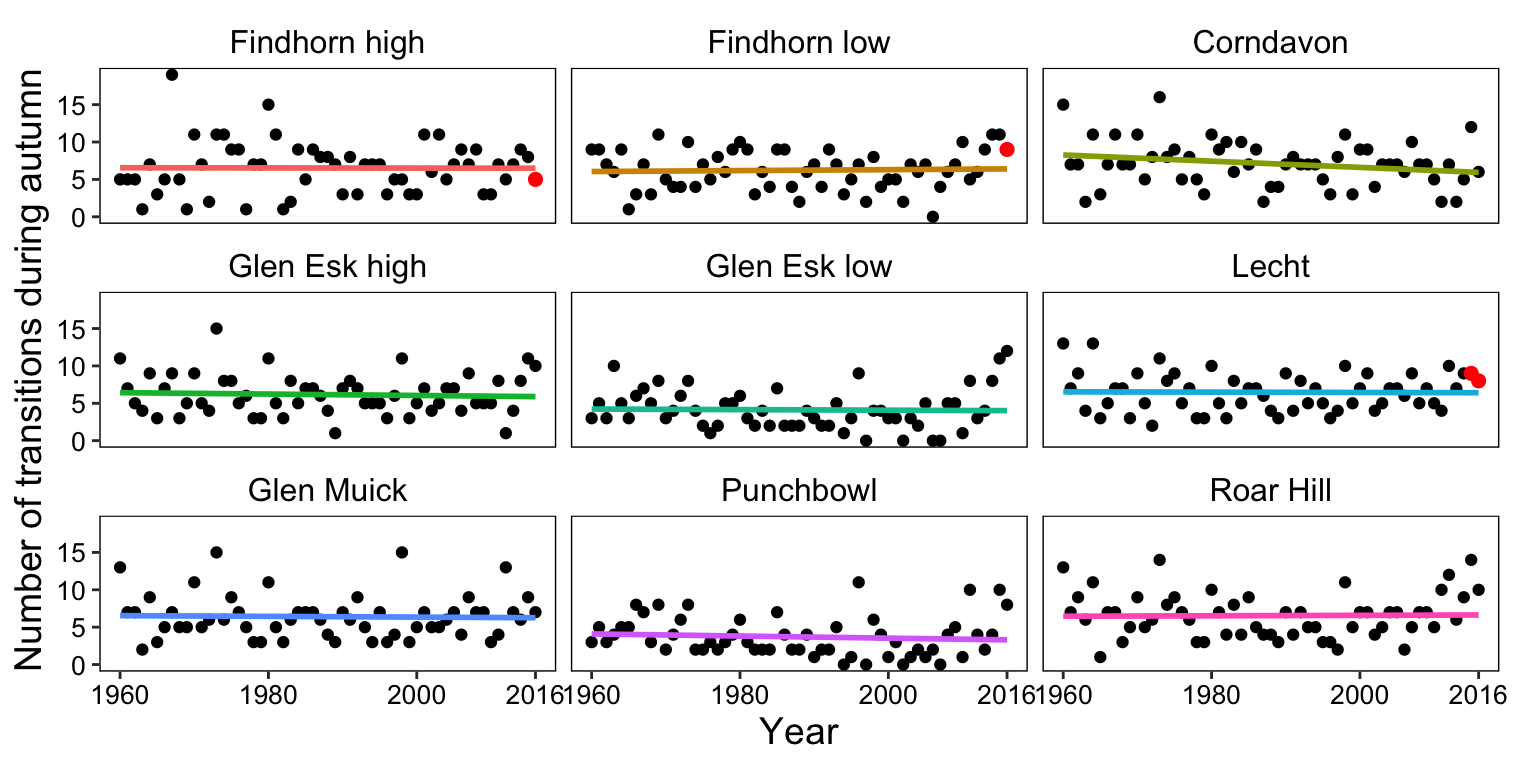 Number of transitions during autumn
Findhorn high
Findhorn low
Corndavon
15
10
5
0
Glen Esk high
Glen Esk low
Lecht
15
10
5
0
Glen Muick
Punchbowl
Roar Hill
15
10
5
0
1960 1980 2000 2016
1960 1980 2000 2016
1960 1980 2000 2016
Year